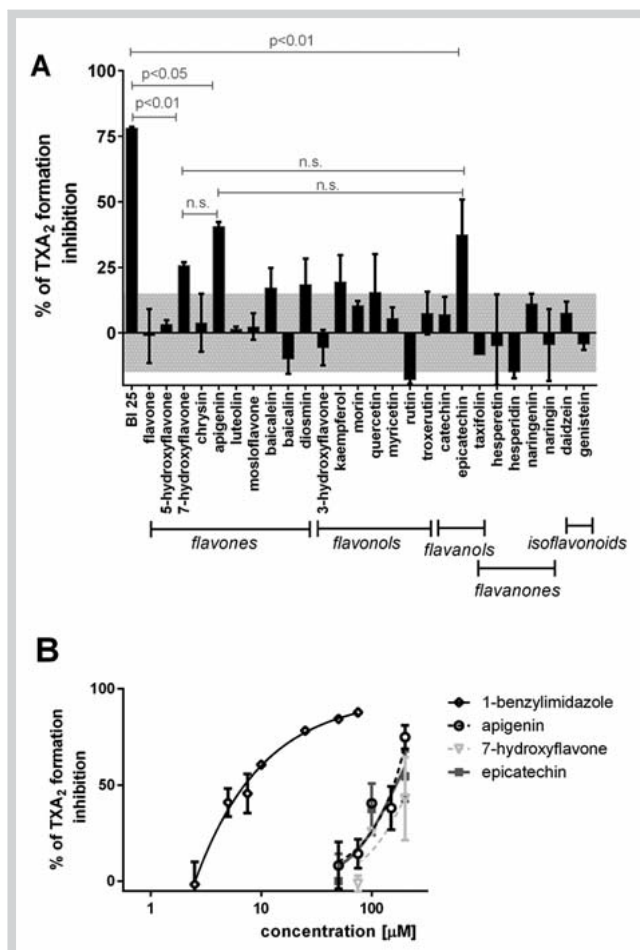 A
p<0.01
p<0.05
p<0.01
n.s.
n.s.
n.s.
% of TXA2 formation
inhibition
100
75
50
25
0
BI 25
flavone
5-hydroxyflavone
7-hydroxyflavone
chrysin
apigenin
luteolin
mosloflavone
baicalein
baicalin
diosmin
3-hydroxyflavone
kaempferol
morin
quercetin
myricetin
rutin
troxerutin
catechin
epicatechin
taxifolin
hesperetin
hesperidin
naringenin
naringin
daidzein
genistein
flavones
flavonols
flavanols
isoflavonoids
flavanones
B
% of TXA2 formation
inhibition
100
50
0
1
10
100
concentration [µM]
1-benzylimidazole
apigenin
7-hydroxyflavone
epicatechin